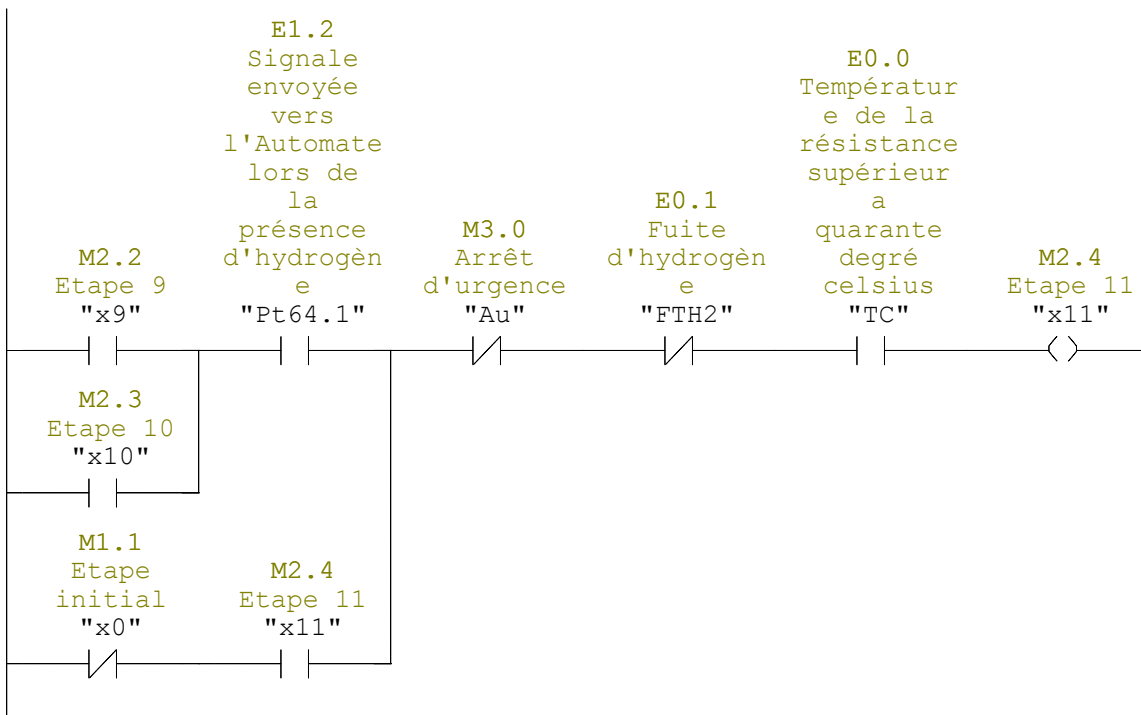 E1.2
Signale
envoyée
vers
l'Automate
lors de
la
présence
d'hydrogèn
e
"Pt64.1"
E0.0
Températur
e de la
résistance
supérieur
a
quarante
degré
celsius
"TC"
M2.2
Etape 9
"x9"
M3.0
Arrêt
d'urgence
"Au"
E0.1
Fuite
d'hydrogèn
e
"FTH2"
M2.4
Etape 11
"x11"
M2.3
Etape 10
"x10"
M1.1
Etape
initial
"x0"
M2.4
Etape 11
"x11"